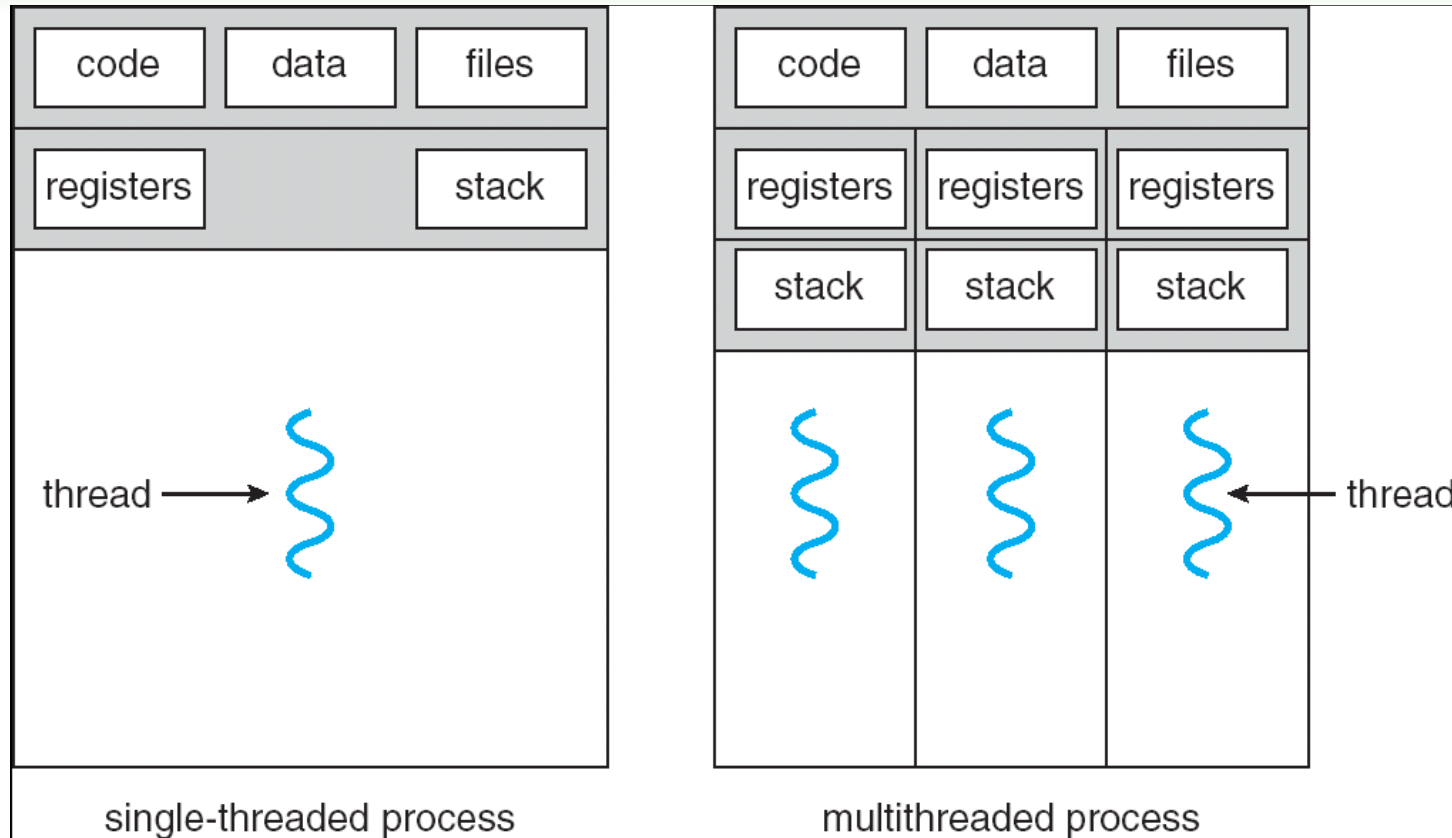 code data files
registers stack
thread
single-threaded process
code data files
registers registers registers
stack stack stack
thread
multithreaded process